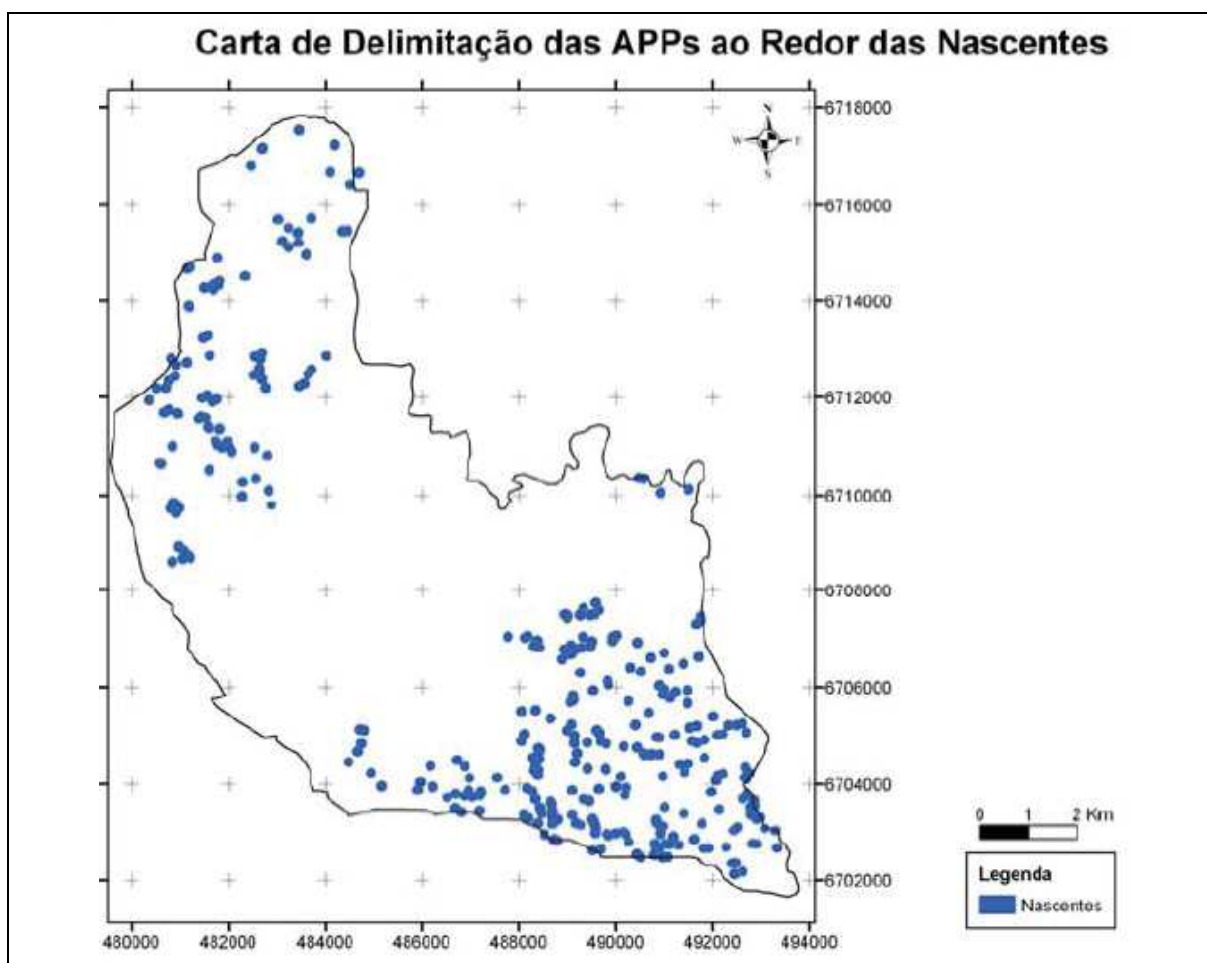 Carta de Delimitação das APPs ao Redor das Nascentes
N
W E
S
6718000
6716000
6714000
6712000
6710000
6708000
6706000
6704000
6702000
0 1 2 Km
Legenda
Nascentes
480000 482000 484000 486000 488000 490000 492000 494000